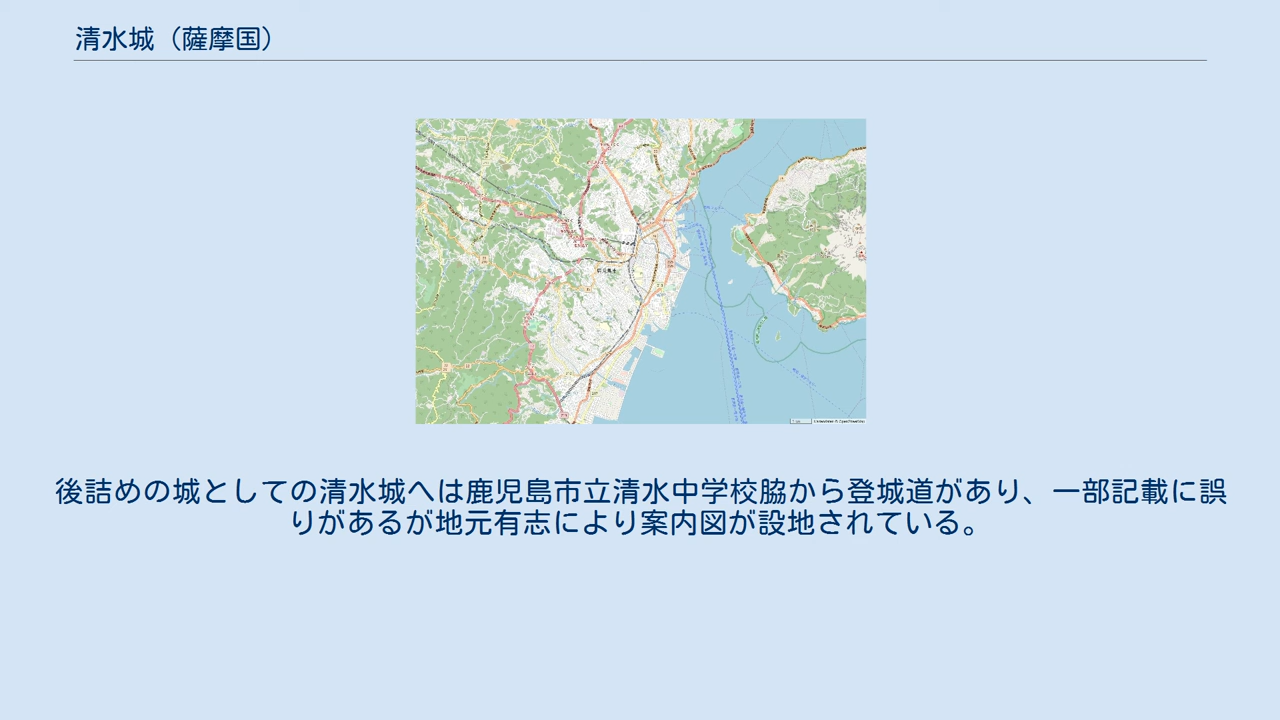 清水城（薩摩国）
後詰めの城としての清水城へは鹿児島市立清水中学校脇から登城道があり、一部記載に誤
りがあるが地元有志により案内図が設地されている。